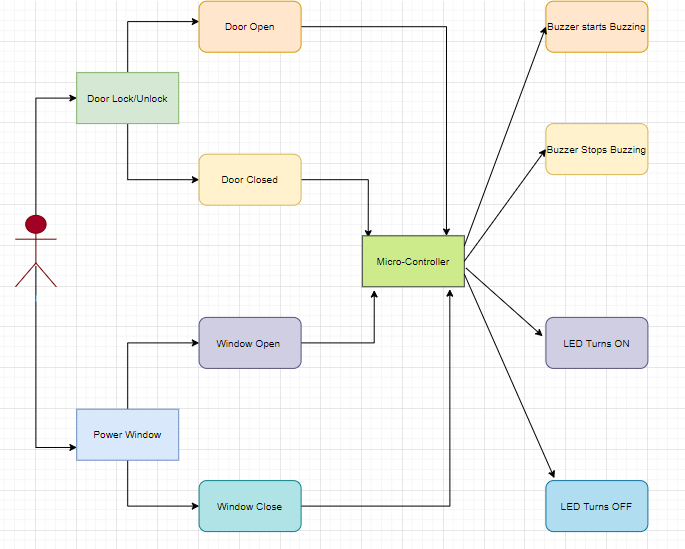 Door Open
Buzzer starts Buzzing
Door Lock/Unlock
Door Closed
Buzzer Stops Buzzing
Micro-Controller
Window Open
LED Turns ON
Power Window
Window Close
LED Turns OFF